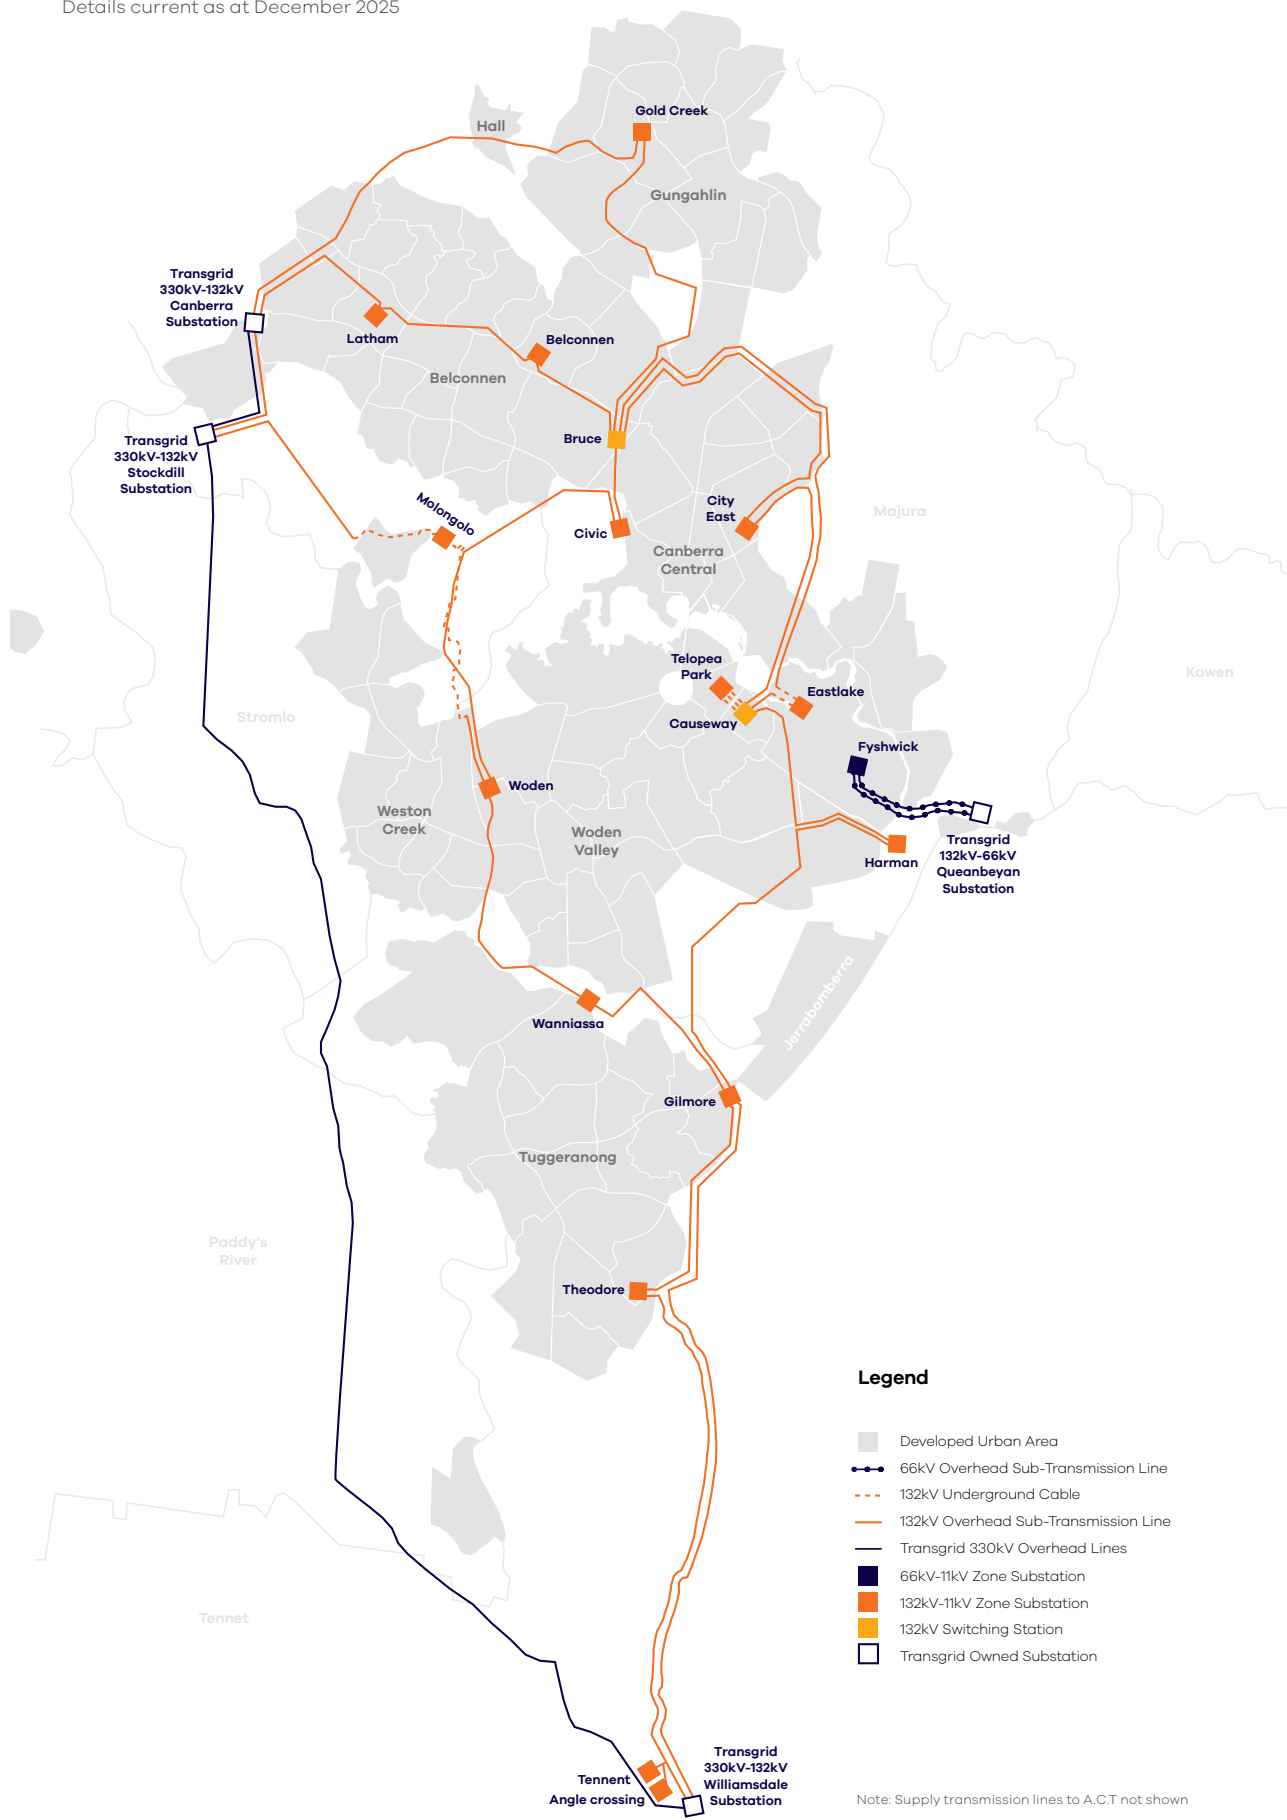 Details current as at December 2025
Gold Creek
Hall
Gungahlin
Transgrid
330kV-132kV
Canberra
Substation
Latham
Belconnen
Belconnen
Bruce
Transgrid
330kV-132kV
Stockdill
Substation
Molongolo
Civic
City
East
Majura
Canberra
Central
Telopea
Park
Kowen
Eastlake
Causeway
Stromlo
Fyshwick
Woden
Weston
Creek
Woden
Valley
Harman
Transgrid
132kV-66kV
Queanbeyan
Substation
Jerrabomberra
Wanniassa
Gilmore
Tuggeranong
Paddy's
River
Theodore
Legend
Developed Urban Area
66kV Overhead Sub-Transmission Line
132kV Underground Cable
132kV Overhead Sub-Transmission Line
Transgrid 330kV Overhead Lines
66kV-11kV Zone Substation
132kV-11kV Zone Substation
132kV Switching Station
Transgrid Owned Substation
Tennet
Transgrid
330kV-132kV
Williamsdale
Substation
Tennent
Angle crossing
Note: Supply transmission lines to A.C.T not shown